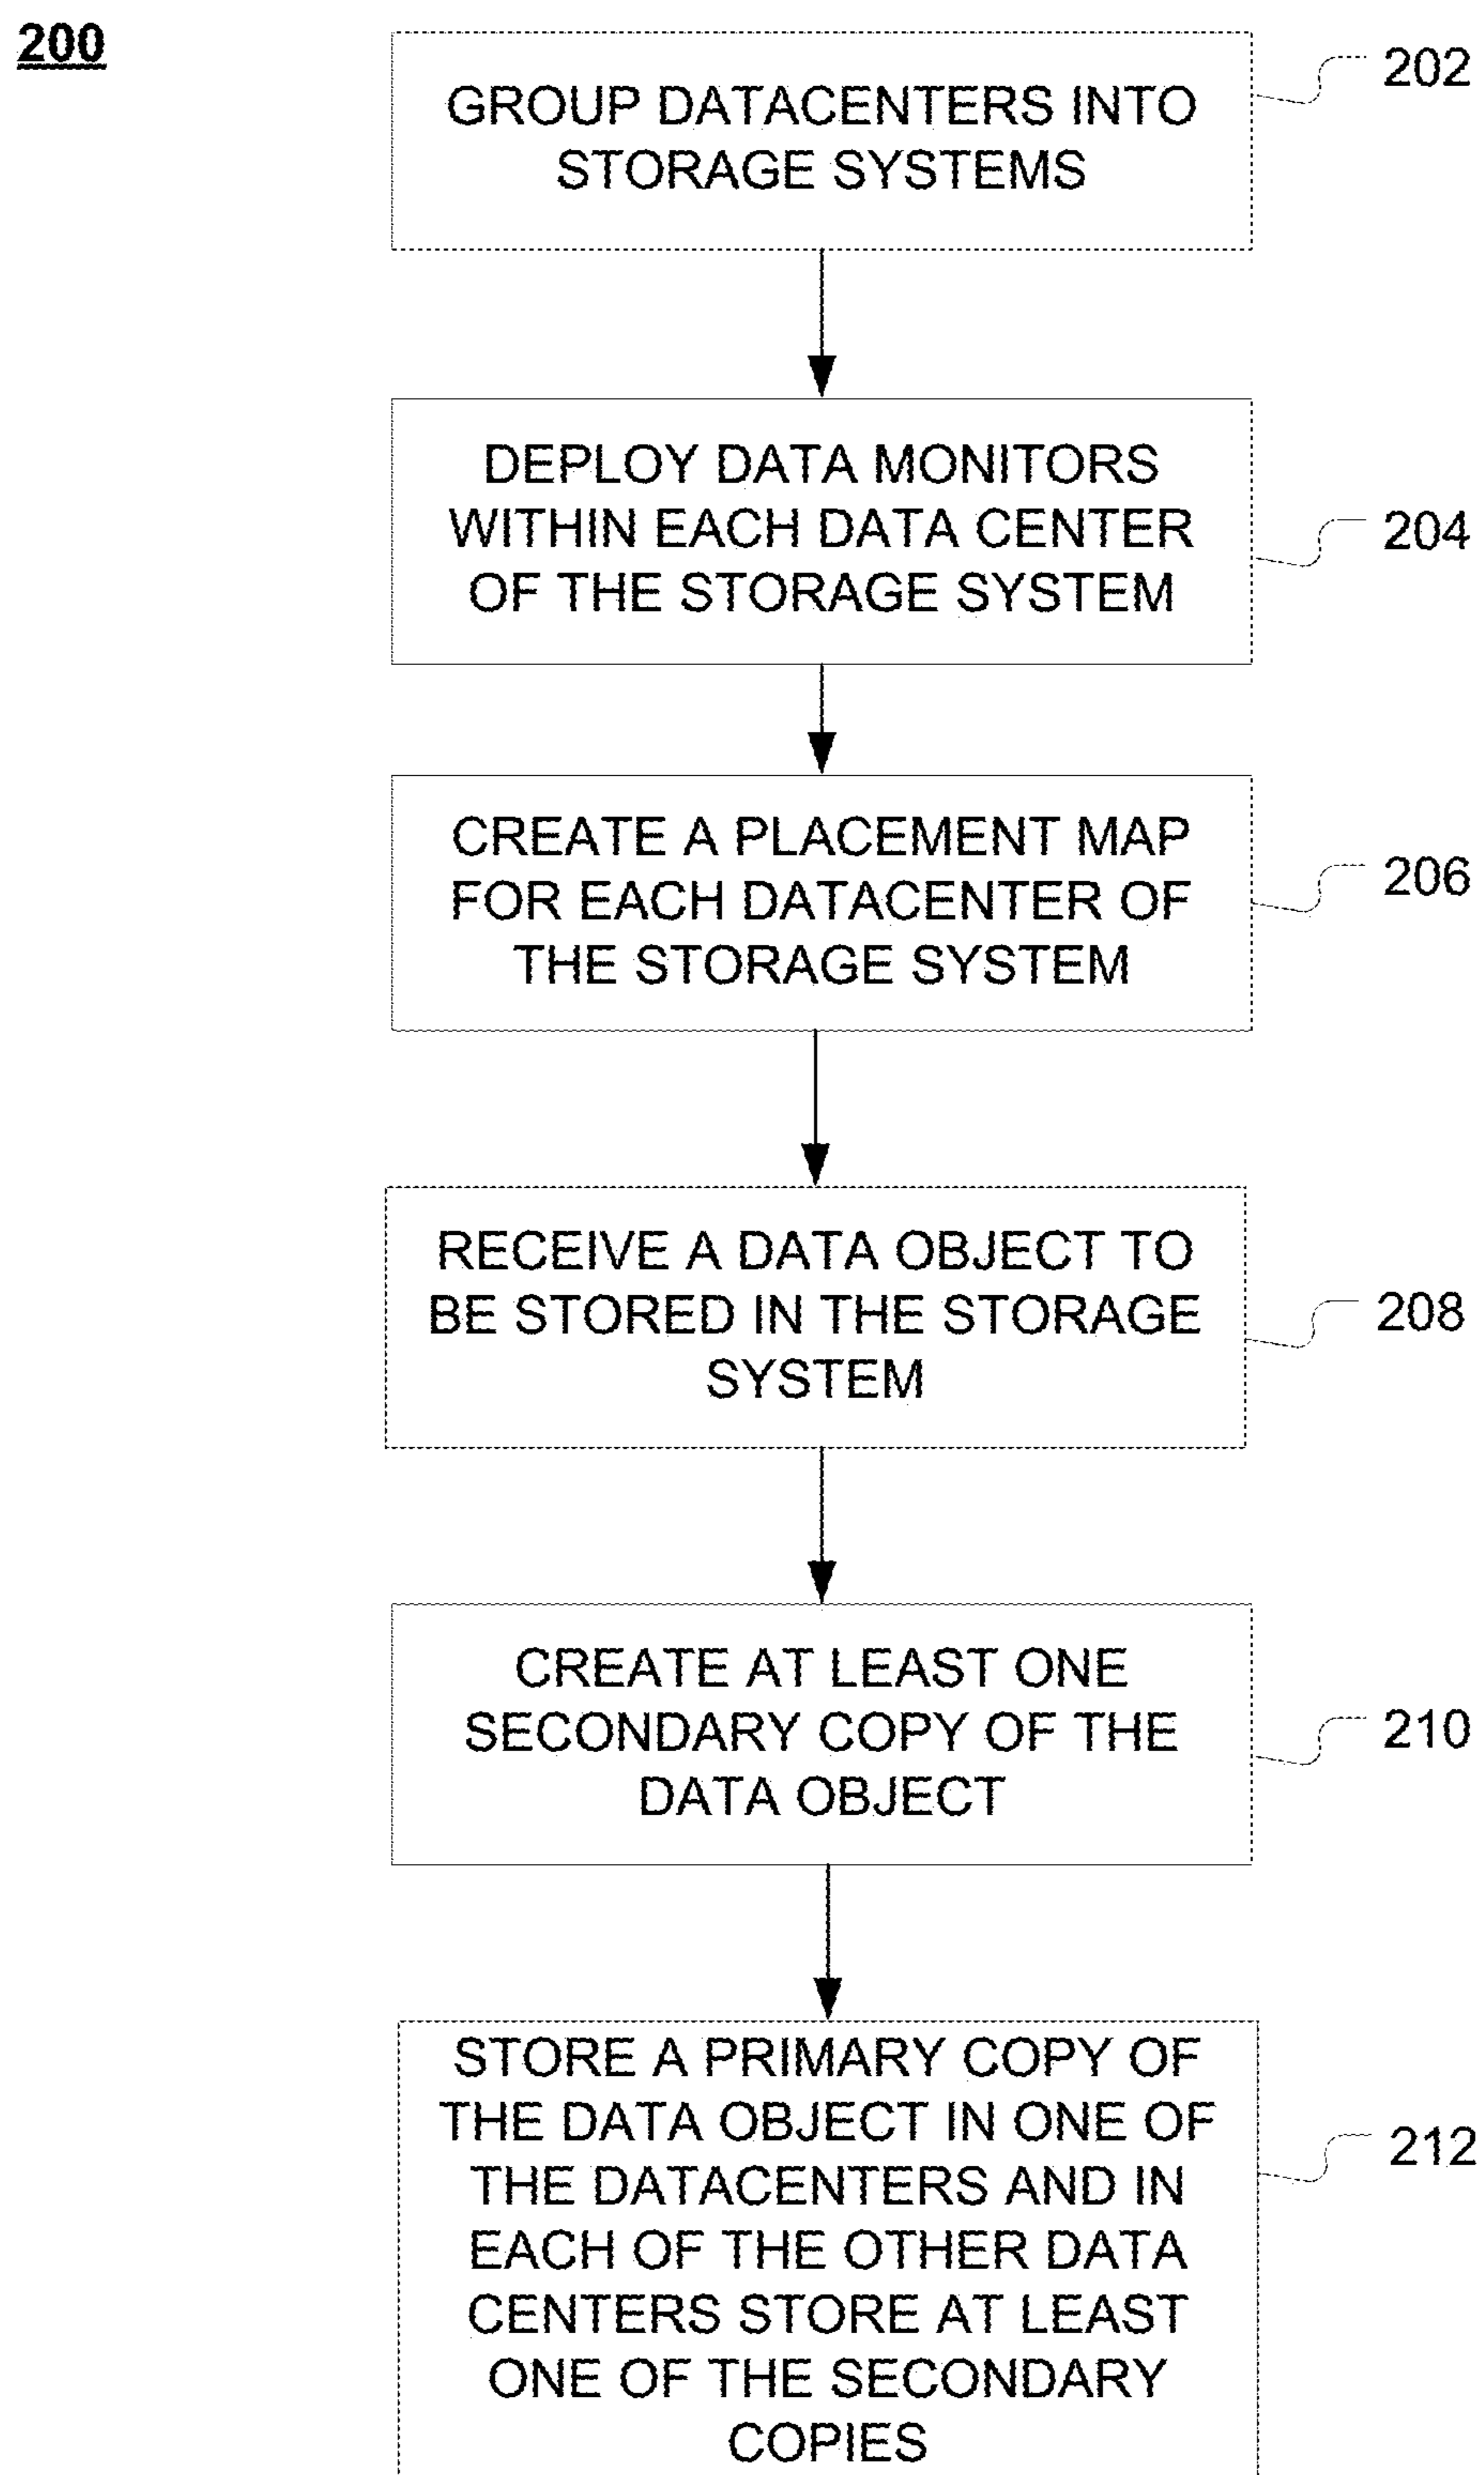 200
GROUP DATACENTERS INTO
STORAGE SYSTEMS
202
DEPLOY DATA MONITORS
WITHIN EACH DATA CENTER
OF THE STORAGE SYSTEM
204
CREATE A PLACEMENT MAP
FOR EACH DATACENTER OF
THE STORAGE SYSTEM
206
RECEIVE A DATA OBJECT TO
BE STORED IN THE STORAGE
SYSTEM
208
CREATE AT LEAST ONE
SECONDARY COPY OF THE
DATA OBJECT
210
STORE A PRIMARY COPY OF
THE DATA OBJECT IN ONE OF
THE DATACENTERS AND IN
EACH OF THE OTHER DATA
CENTERS STORE AT LEAST
ONE OF THE SECONDARY
COPIES
212